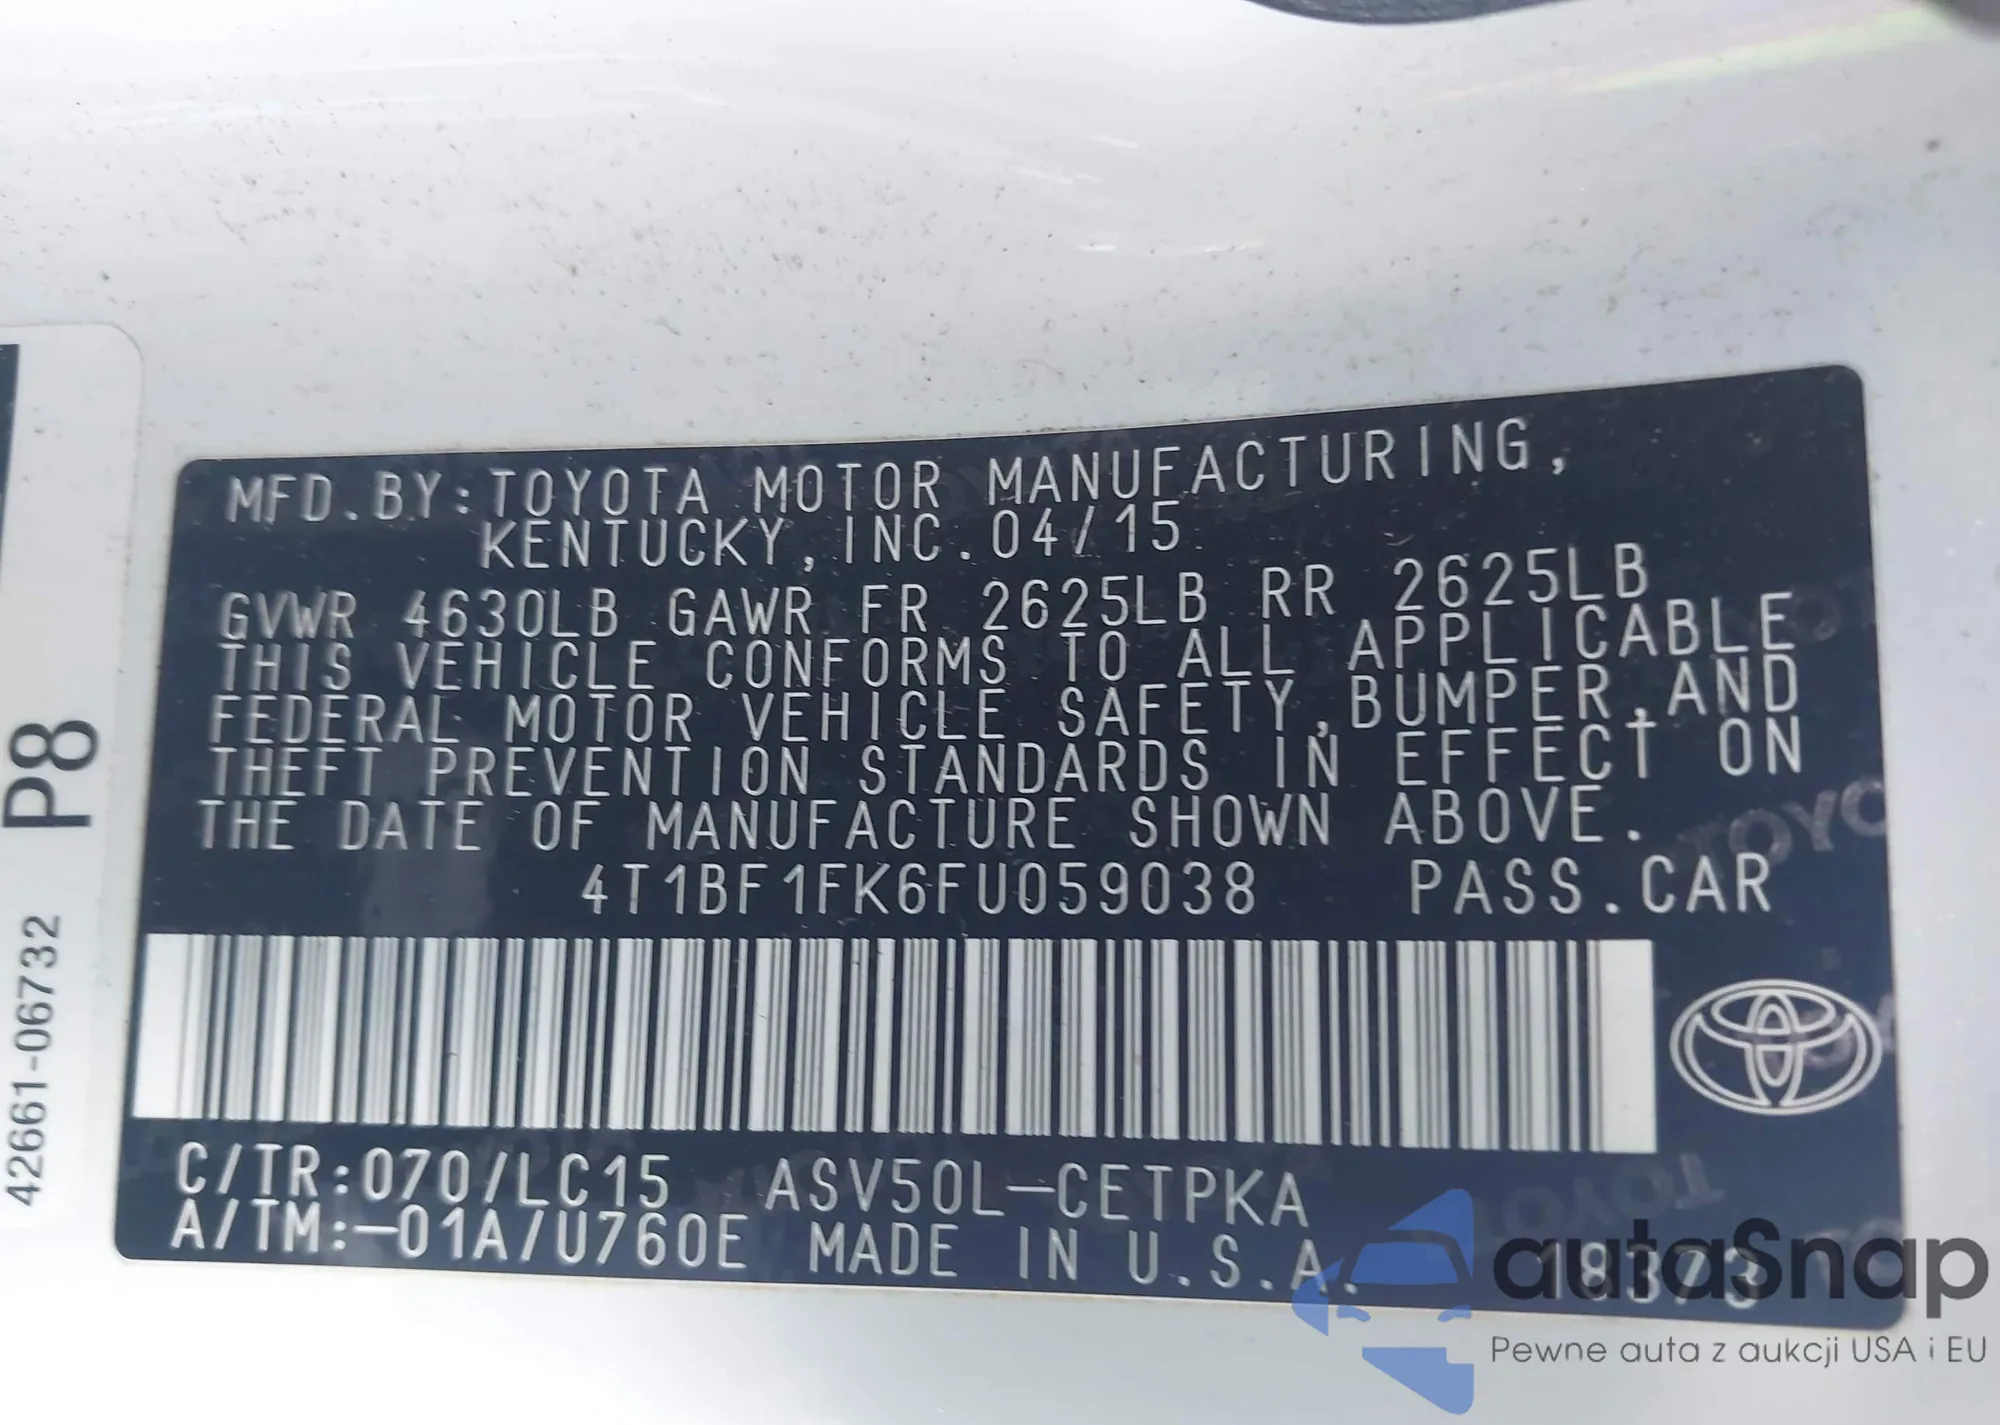 MFD.BY:TOYOTA MOTOR MANUFACTURING,
KENTUCKY, INC. 04/15
GVWR 4630LB GAWR FR 2625LB RR 2625LB
THIS VEHICLE CONFORMS TO ALL APPLICABLE
FEDERAL MOTOR VEHICLE SAFETY, BUMPER, AND
THEFT PREVENTION STANDARDS IN EFFECT ON
THE DATE OF MANUFACTURE SHOWN ABOVE.
4T1BF1FK6FU059038 PASS.CAR
C/TR:070/LC15 ASV50L-CETPKA
A/TM:-01A/U760E MADE IN U.S.A. 18373
P8
42661-06732
autaSnap
Pewne auta z aukcji USA i EU